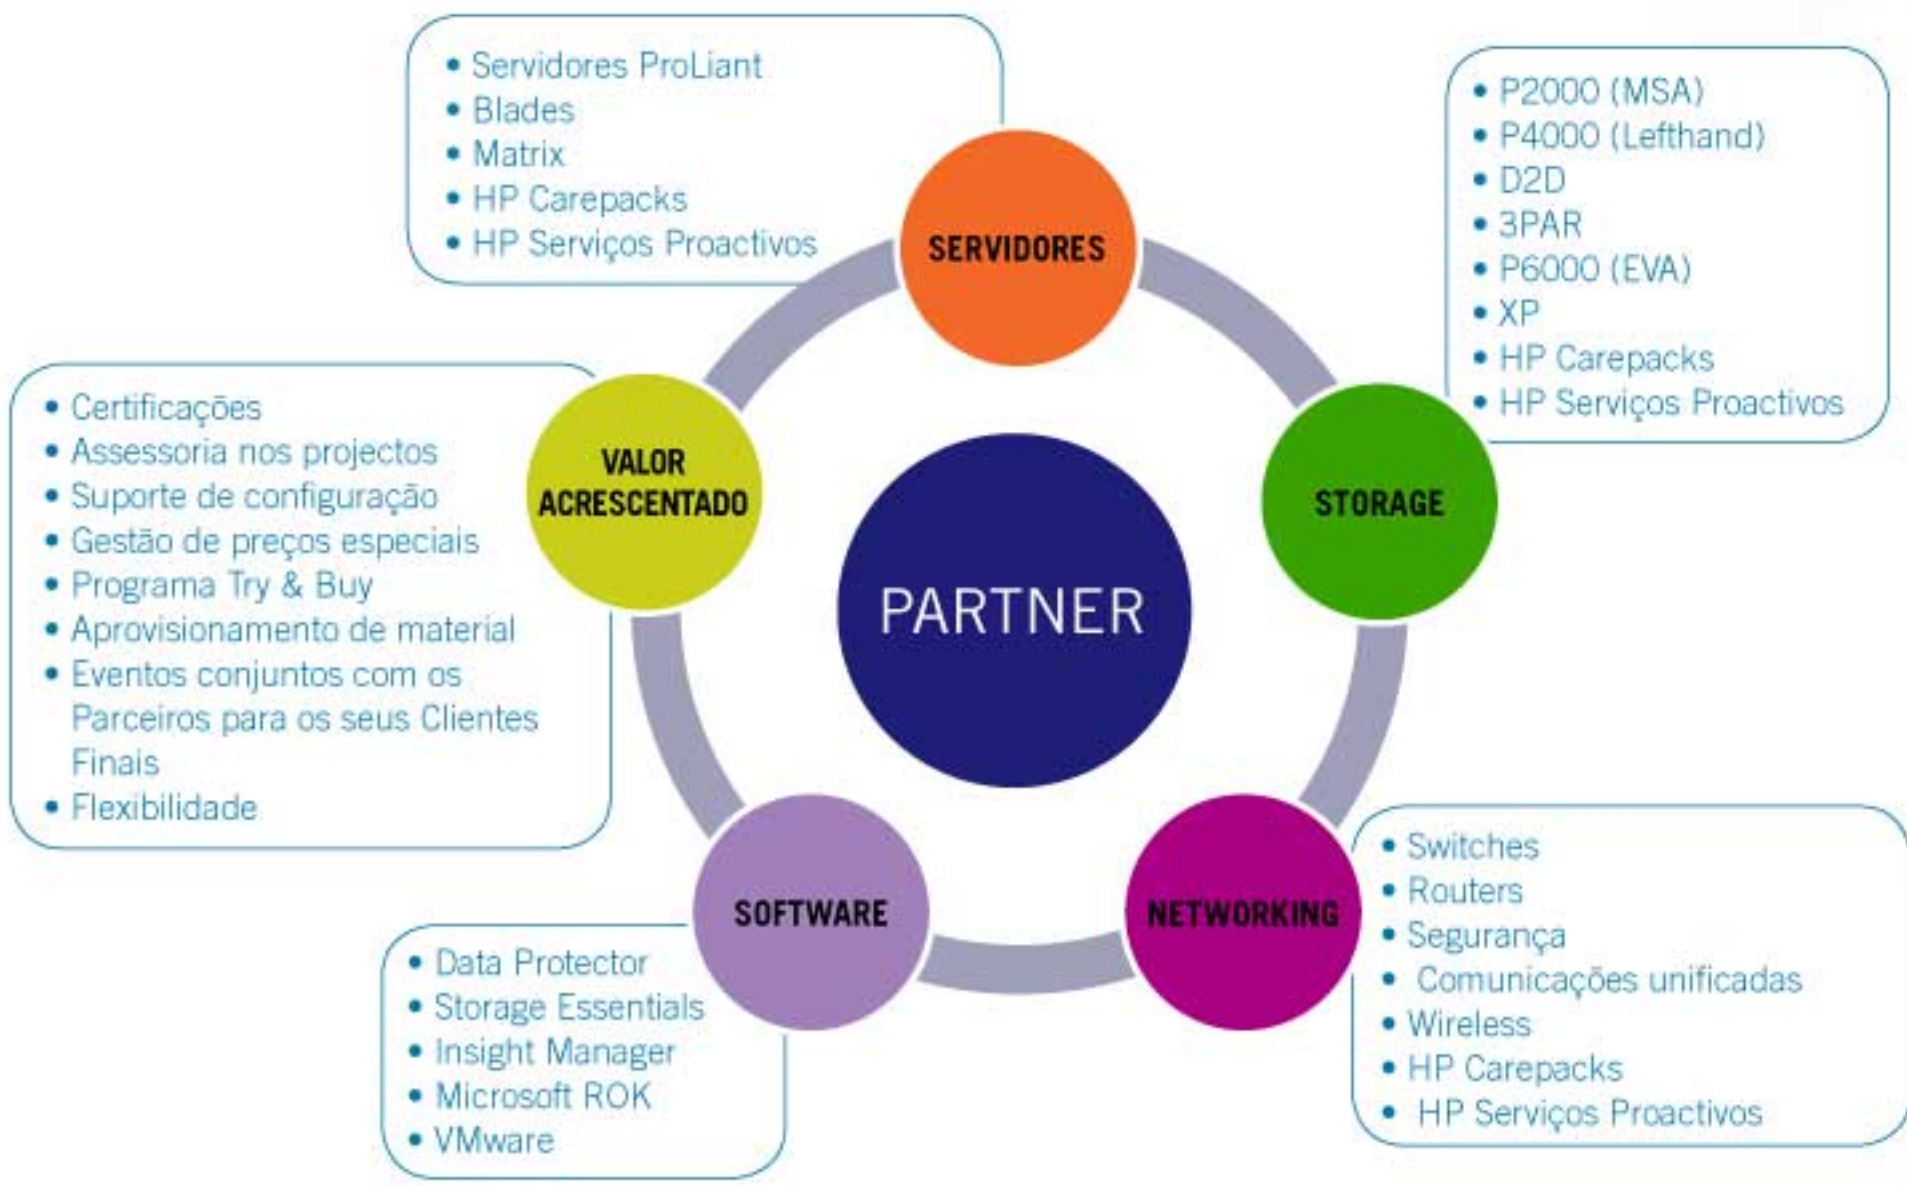 • Servidores ProLiant
• Blades
• Matrix
• HP Carepacks
• HP Serviços Proactivos
SERVIDORES
• P2000 (MSA)
• P4000 (Lefthand)
• D2D
• 3PAR
• P6000 (EVA)
• XP
• HP Carepacks
• HP Serviços Proactivos
STORAGE
• Certificações
• Assessoria nos projectos
• Suporte de configuração
• Gestão de preços especiais
• Programa Try & Buy
• Aprovisionamento de material
• Eventos conjuntos com os
Parceiros para os seus Clientes
Finais
• Flexibilidade
VALOR
ACRESCENTADO
PARTNER
SOFTWARE
• Data Protector
• Storage Essentials
• Insight Manager
• Microsoft ROK
• VMware
NETWORKING
• Switches
• Routers
• Segurança
• Comunicações unificadas
• Wireless
• HP Carepacks
• HP Serviços Proactivos